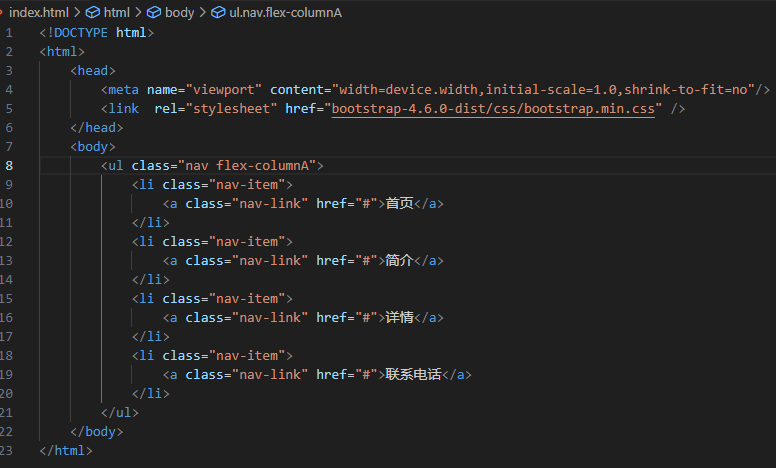 index.html > html > body > ul.nav.flex-columnA
1 <!DOCTYPE html>
2 <html>
3 <head>
4 <meta name="viewport" content="width=device.width,initial-scale=1.0,shrink-to-fit=no"/>
5 <link  rel="stylesheet" href="bootstrap-4.6.0-dist/css/bootstrap.min.css" />
6 </head>
7 <body>
8 <ul class="nav flex-columnA">
9 <li class="nav-item">
10 <a class="nav-link" href="#">首页</a>
11 </li>
12 <li class="nav-item">
13 <a class="nav-link" href="#">简介</a>
14 </li>
15 <li class="nav-item">
16 <a class="nav-link" href="#">详情</a>
17 </li>
18 <li class="nav-item">
19 <a class="nav-link" href="#">联系电话</a>
20 </li>
21 </ul>
22 </body>
23 </html>